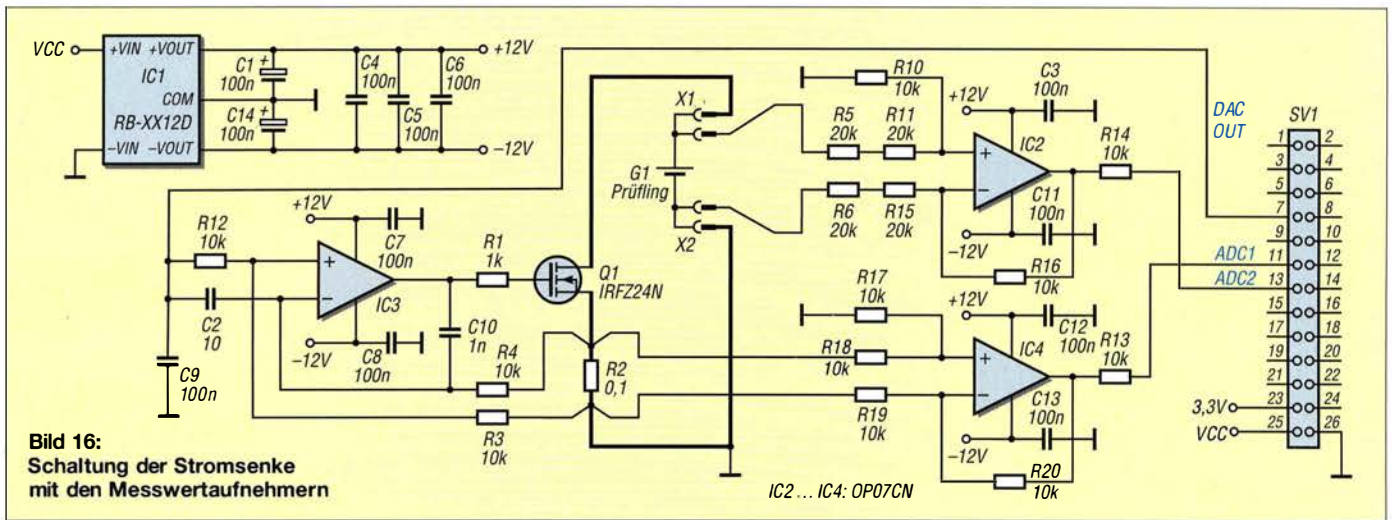 VCC
+VIN +VOUT
IC1
COM
RB-XX12D
–VIN –VOUT
C1
100n
+
C14
100n
+
C4
100n
C5
100n
C6
100n
+12V
–12V
X1
G1
Prüfling
X2
R10
10k
R5
20k
R11
20k
R6
20k
R15
20k
+12V
C3
100n
IC2
+
–
C11
100n
–12V
R16
10k
R14
10k
DAC
OUT
ADC1
ADC2
SV1
1 2
3 4
5 6
7 8
9 10
11 12
13 14
15 16
17 18
19 20
21 22
23 24
25 26
3,3V
VCC
R12
10k
C2
10
C9
100n
+12V
C7
100n
+
–
IC3
–12V
C8
100n
R1
1k
Q1
IRFZ24N
C10
1n
R4
10k
R3
10k
R2
0,1
R17
10k
R18
10k
R19
10k
+12V
C12
100n
+
–
IC4
C13
100n
–12V
R13
10k
R20
10k
Bild 16:
Schaltung der Stromsenke
mit den Messwertaufnehmern
IC2 ... IC4: OP07CN